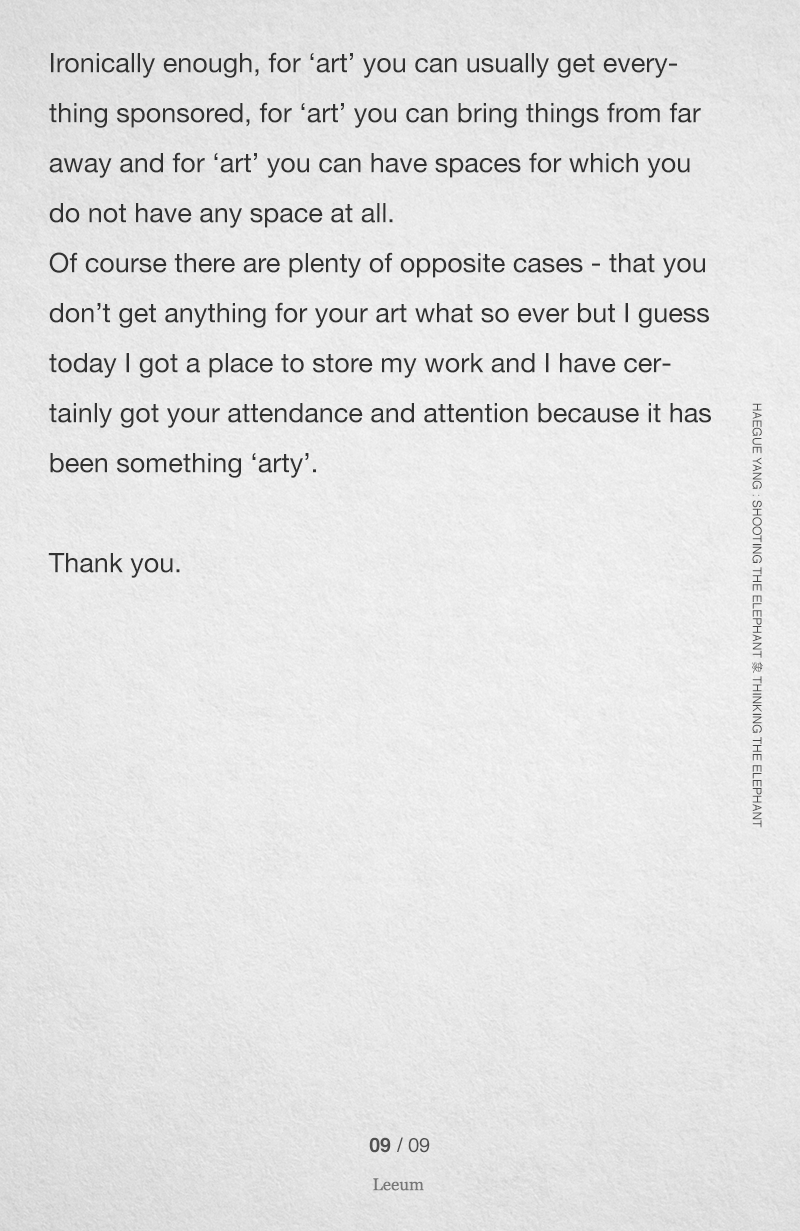 Ironically enough, for ‘art’ you can usually get every-
thing sponsored, for ‘art’ you can bring things from far
away and for ‘art’ you can have spaces for which you
do not have any space at all.
Of course there are plenty of opposite cases - that you
don’t get anything for your art what so ever but I guess
today I got a place to store my work and I have cer-
tainly got your attendance and attention because it has
been something ‘arty’.
Thank you.
HAEGUE YANG : SHOOTING THE ELEPHANT 象 THINKING THE ELEPHANT
09 / 09
Leeum